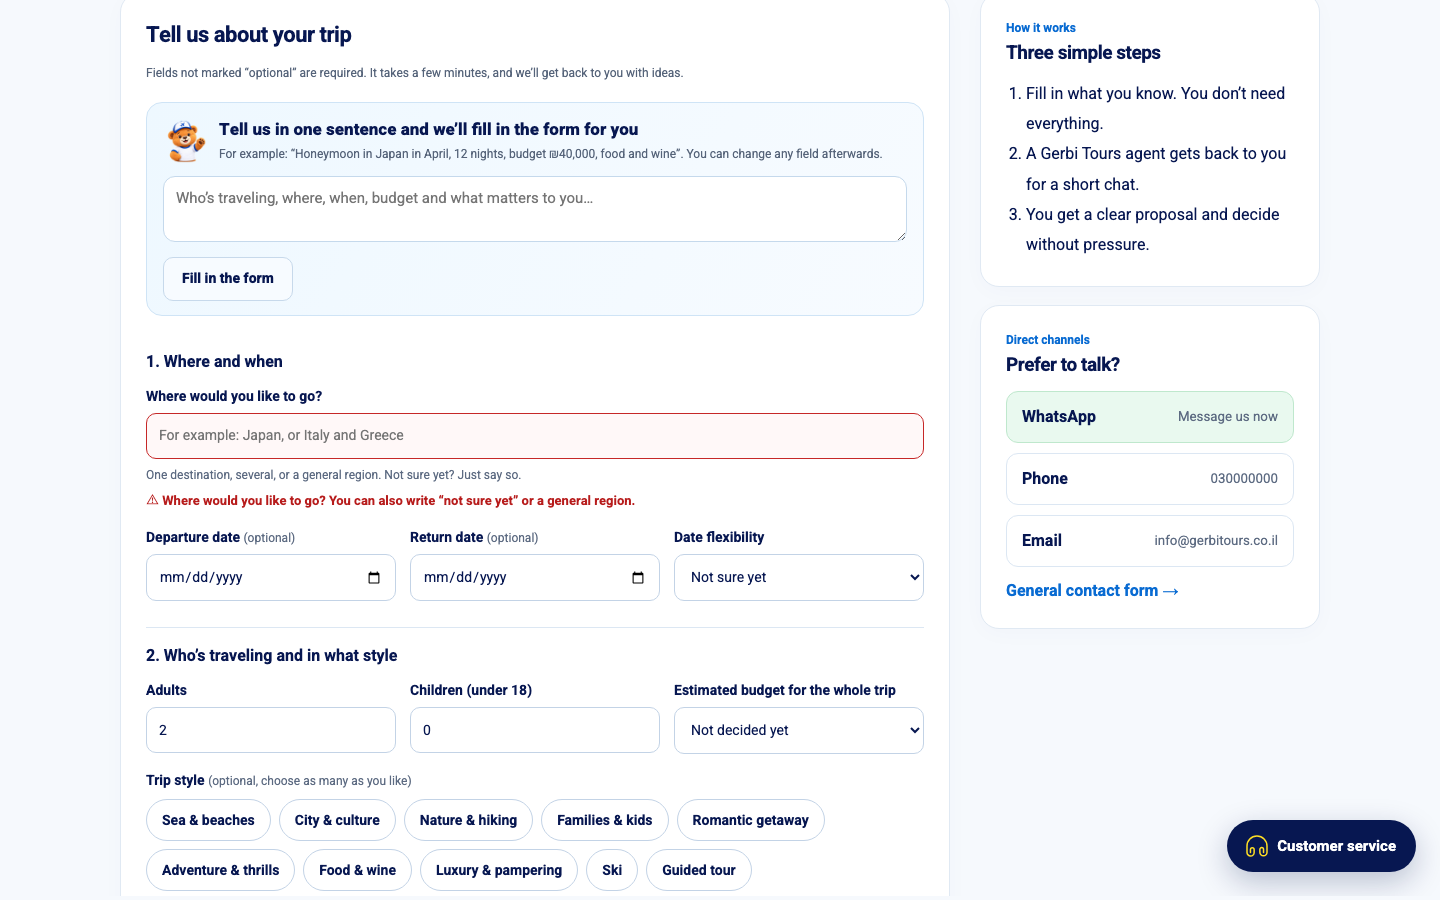 Tell us about your trip
Fields not marked “optional” are required. It takes a few minutes, and we’ll get back to you with ideas.
Tell us in one sentence and we’ll fill in the form for you
For example: “Honeymoon in Japan in April, 12 nights, budget ₪40,000, food and wine”. You can change any field afterwards.
Who’s traveling, where, when, budget and what matters to you…
Fill in the form
1. Where and when
Where would you like to go?
For example: Japan, or Italy and Greece
One destination, several, or a general region. Not sure yet? Just say so.
⚠ Where would you like to go? You can also write “not sure yet” or a general region.
Departure date (optional)
Return date (optional)
Date flexibility
mm/dd/yyyy
mm/dd/yyyy
Not sure yet
2. Who’s traveling and in what style
Adults
Children (under 18)
Estimated budget for the whole trip
2
0
Not decided yet
Trip style (optional, choose as many as you like)
Sea & beaches
City & culture
Nature & hiking
Families & kids
Romantic getaway
Adventure & thrills
Food & wine
Luxury & pampering
Ski
Guided tour
How it works
Three simple steps
1. Fill in what you know. You don’t need
everything.
2. A Gerbi Tours agent gets back to you
for a short chat.
3. You get a clear proposal and decide
without pressure.
Direct channels
Prefer to talk?
WhatsApp
Message us now
Phone
030000000
Email
info@gerbitours.co.il
General contact form →
Customer service